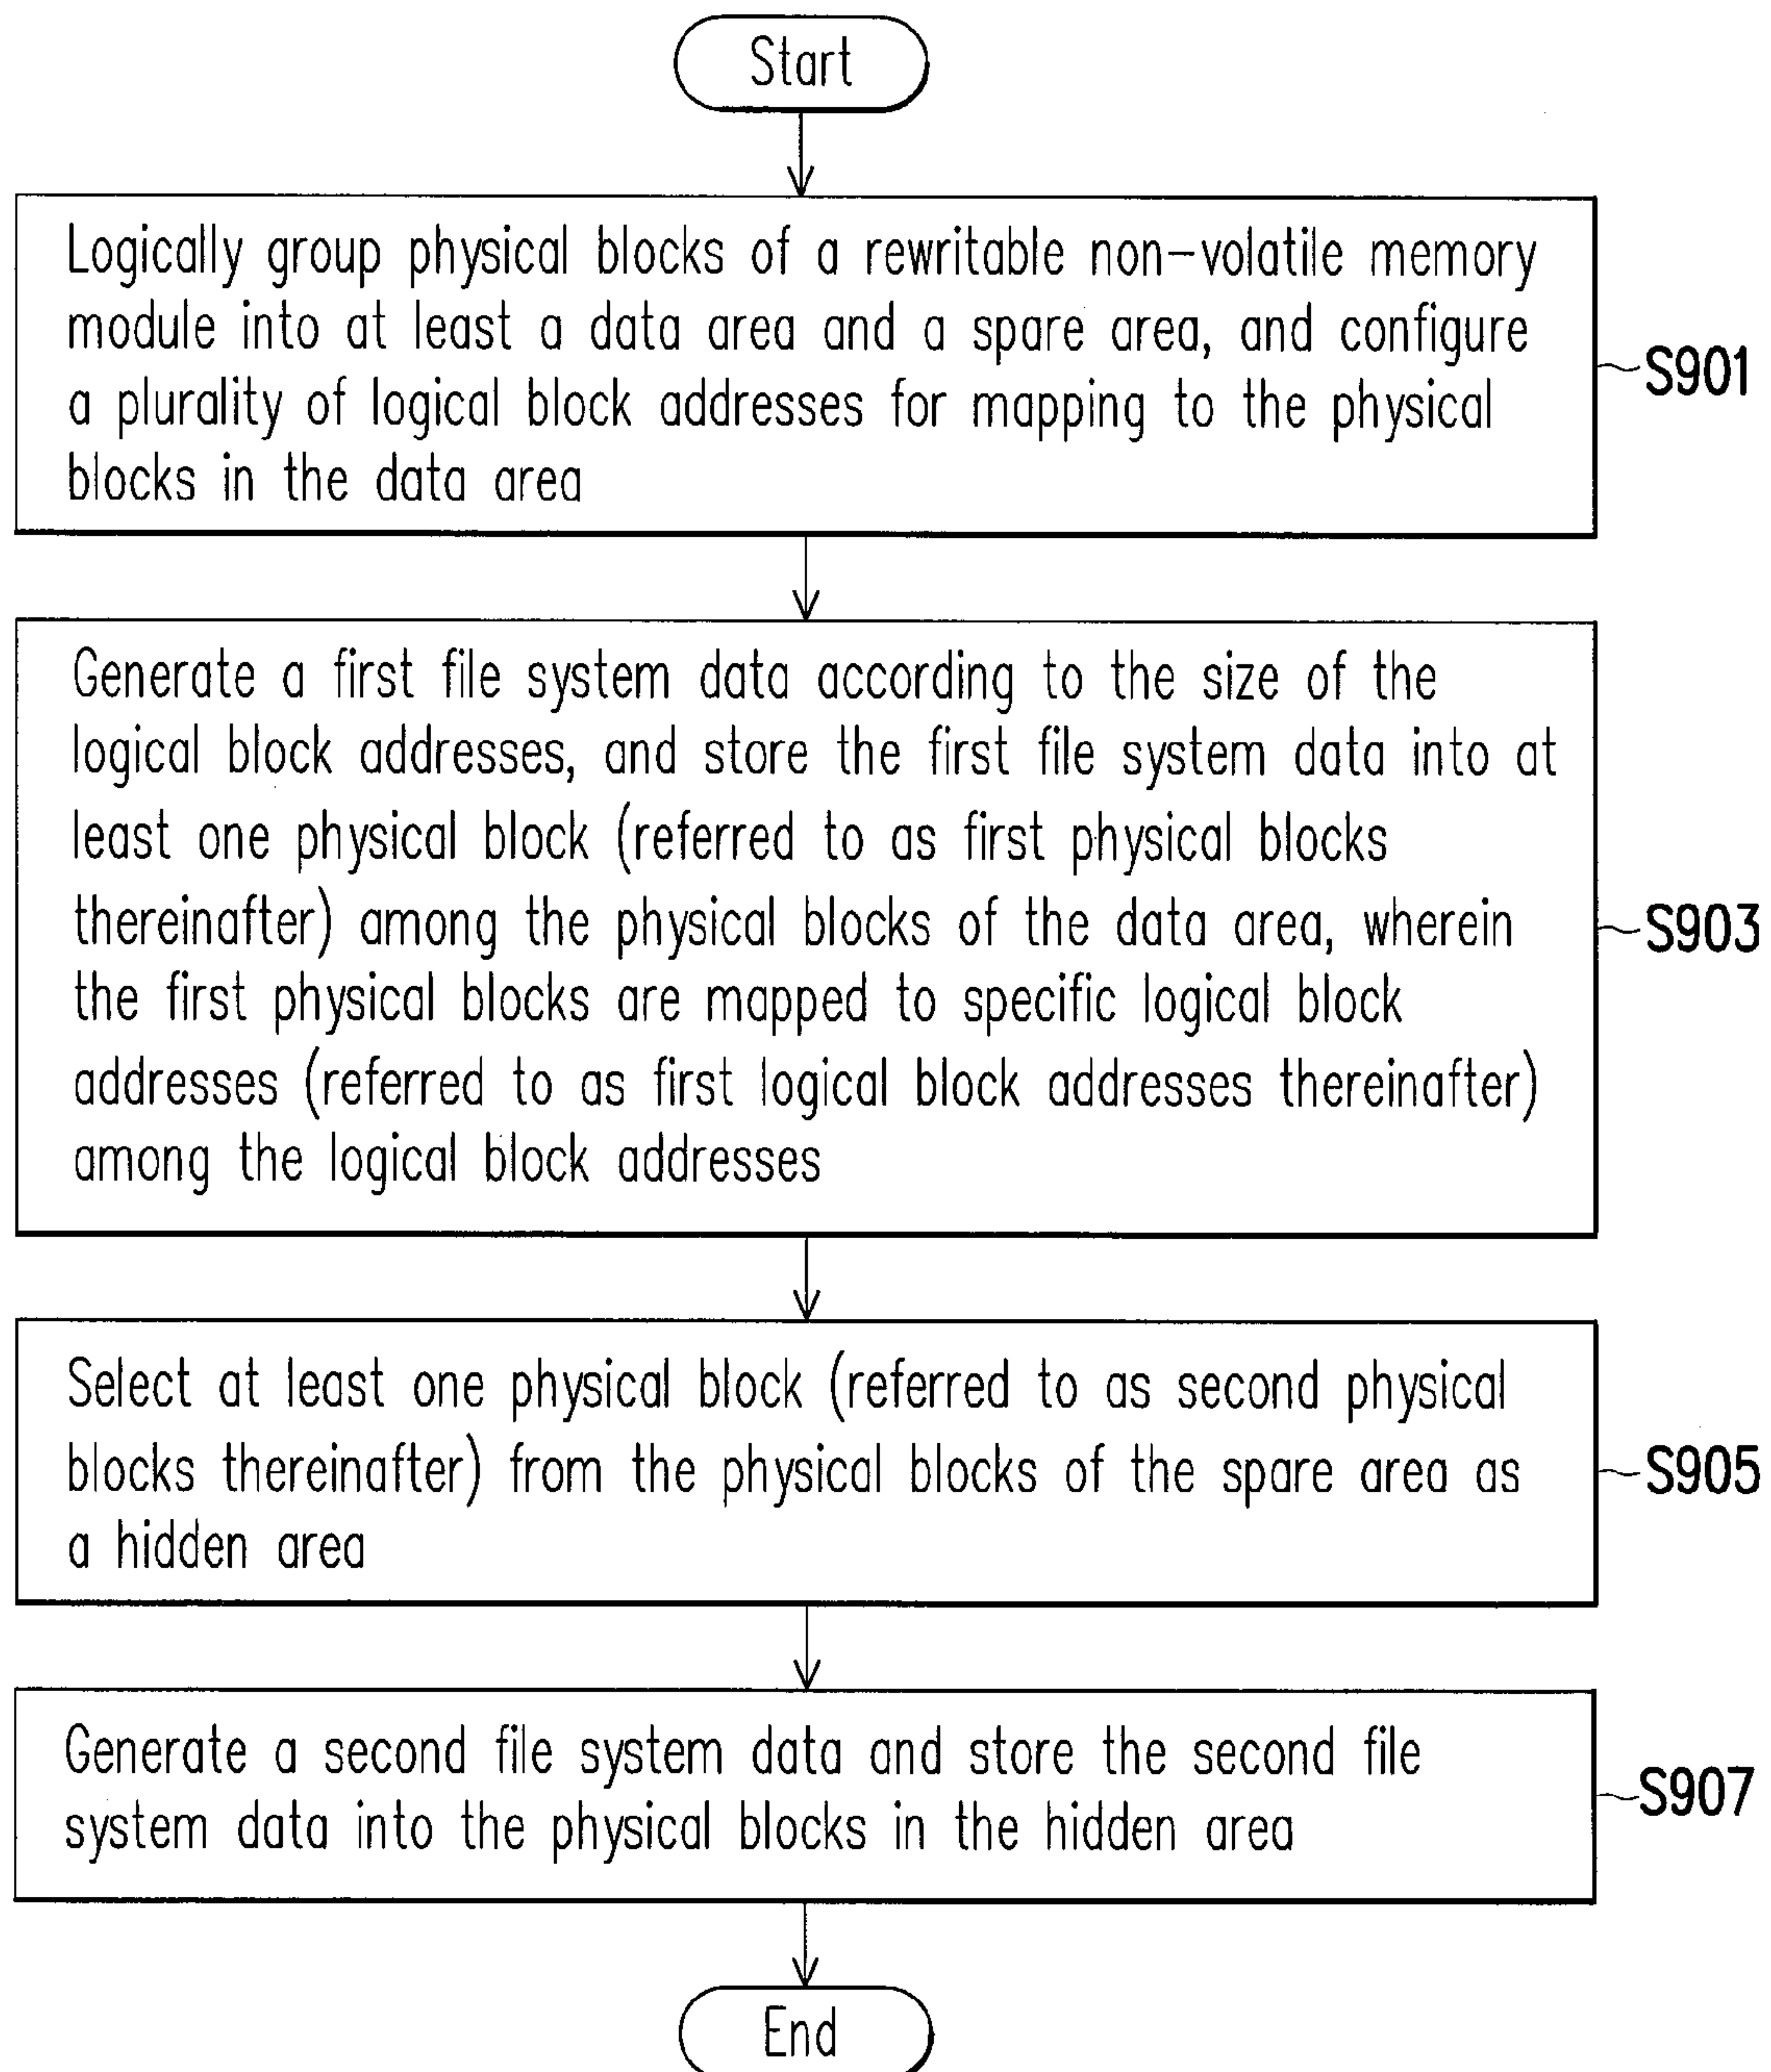 Start
Logically group physical blocks of a rewritable non-volatile memory
module into at least a data area and a spare area, and configure
a plurality of logical block addresses for mapping to the physical
blocks in the data area
S901
Generate a first file system data according to the size of the
logical block addresses, and store the first file system data into at
least one physical block (referred to as first physical blocks
thereinafter) among the physical blocks of the data area, wherein
the first physical blocks are mapped to specific logical block
addresses (referred to as first logical block addresses thereinafter)
among the logical block addresses
S903
Select at least one physical block (referred to as second physical
blocks thereinafter) from the physical blocks of the spare area as
a hidden area
S905
Generate a second file system data and store the second file
system data into the physical blocks in the hidden area
S907
End